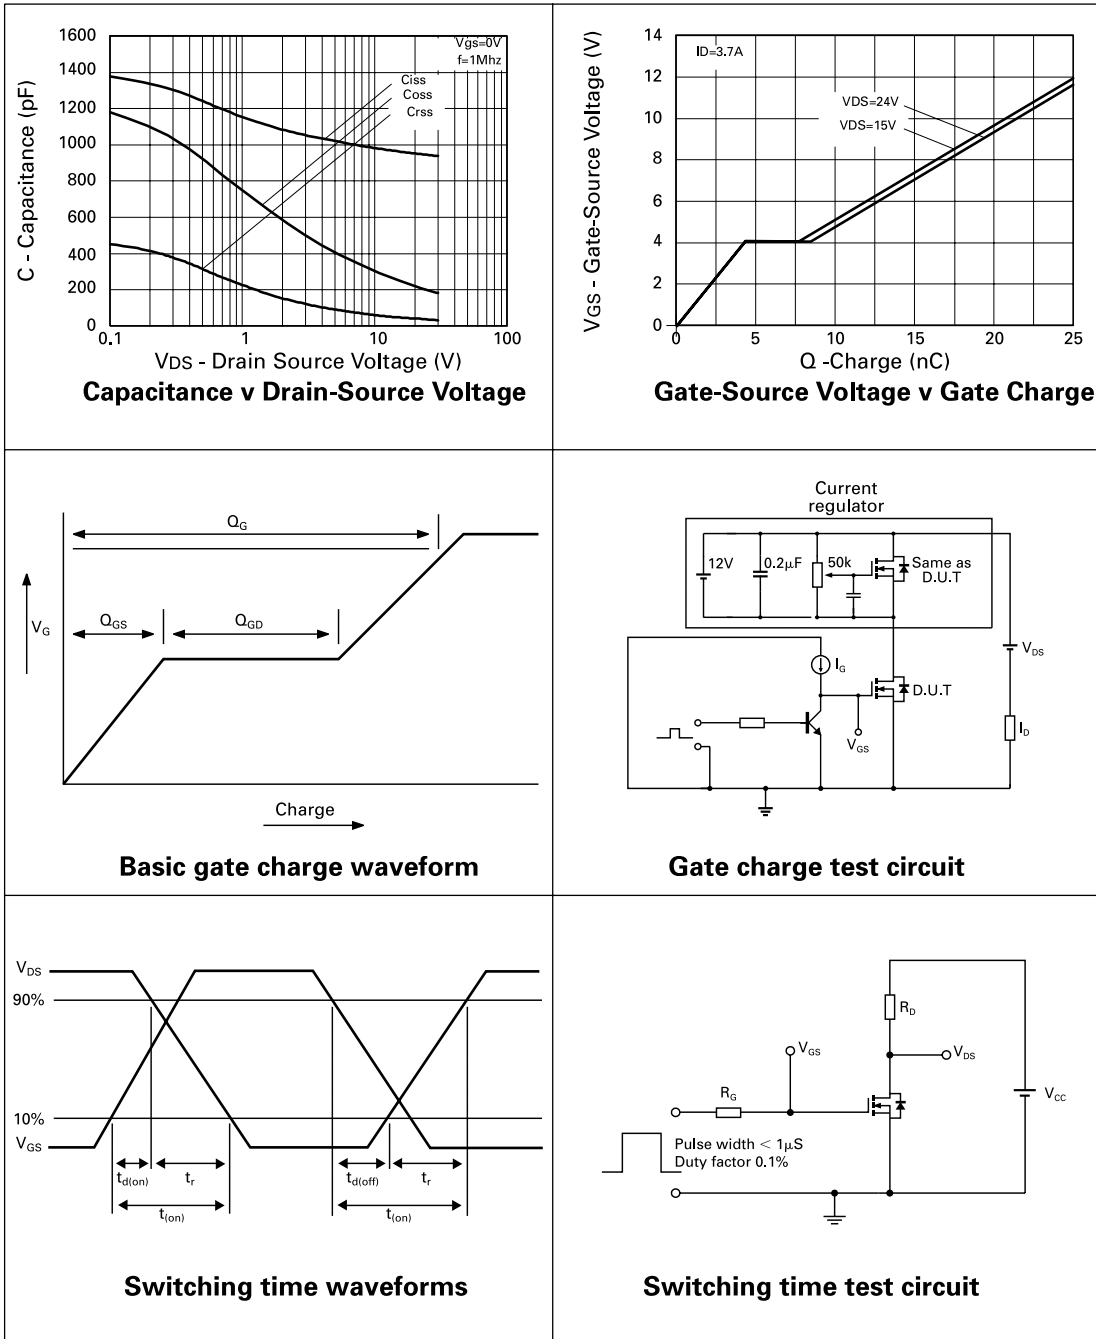 1600
1400
1200
1000
800
600
400
200
0
C - Capacitance (pF)
Vgs=0V
f=1Mhz
Ciss
Coss
Crss
0.1
1
10
100
VDS - Drain Source Voltage (V)
Capacitance v Drain-Source Voltage
14
12
10
8
6
4
2
0
VGS - Gate-Source Voltage (V)
ID=3.7A
VDS=24V
VDS=15V
0
5
10
15
20
25
Q -Charge (nC)
Gate-Source Voltage v Gate Charge
QG
QGS
QGD
VG
Charge
Basic gate charge waveform
Current
regulator
12V
0.2μF
50k
Same as
D.U.T
IG
VDS
D.U.T
VGS
ID
Gate charge test circuit
VDS
90%
10%
VGS
td(on)
tr
t(on)
td(off)
tr
t(on)
Switching time waveforms
RD
VGS
VDS
RG
VCC
Pulse width < 1μS
Duty factor 0.1%
Switching time test circuit